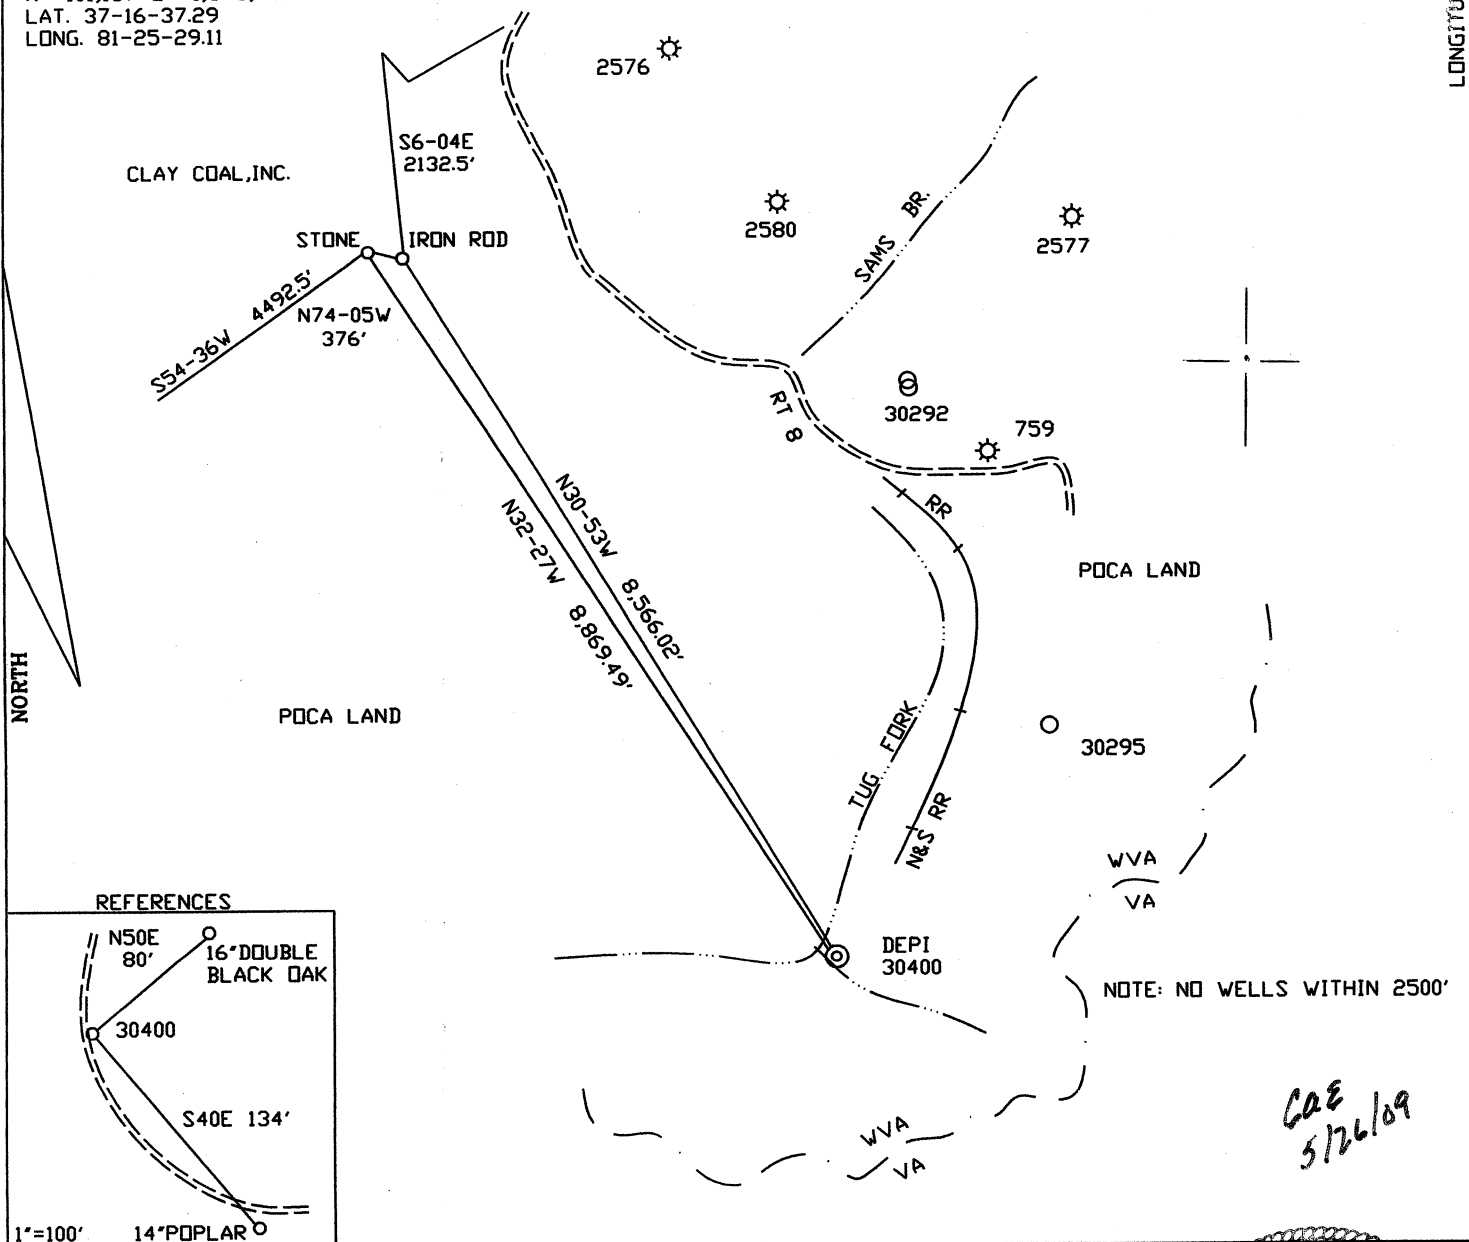 LAT. 37-16-37.29
LONG. 81-25-29.11
2576
S6-04E
2132.5'
CLAY COAL,INC.
STONE
IRON ROD
2580
SAMS BR.
2577
S54-36W 4492.5'
N74-05W
376'
RT 8
30292
759
RR
N30-53W 8,566.02'
N32-27W 8,869.49'
POCA LAND
NORTH
POCA LAND
TUG FORK
30295
N&S RR
WVA
VA
DEPI
30400
NOTE: NO WELLS WITHIN 2500'
REFERENCES
N50E
80'
16"DOUBLE
BLACK OAK
30400
S40E 134'
14"POPLAR
1"=100'
WVA
VA
5/26/09